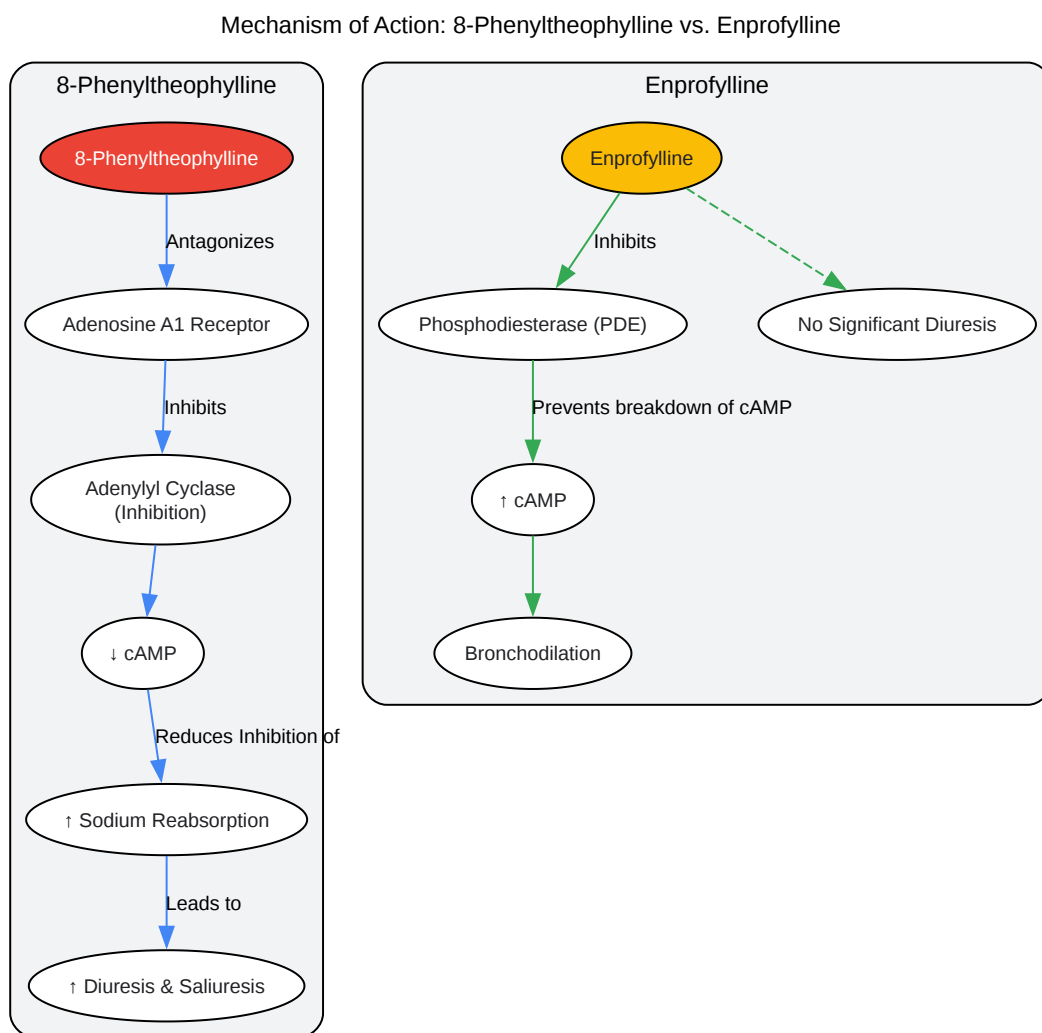 Mechanism of Action: 8-Phenyltheophylline vs. Enprofylline
8-Phenyltheophylline
8-Phenyltheophylline
Antagonizes
Adenosine A1 Receptor
Inhibits
Adenylyl Cyclase
(Inhibition)
↓ cAMP
Reduces Inhibition of
↑ Sodium Reabsorption
Leads to
↑ Diuresis & Saliuresis
Enprofylline
Enprofylline
Inhibits
Phosphodiesterase (PDE)
No Significant Diuresis
Prevents breakdown of cAMP
↑ cAMP
Bronchodilation